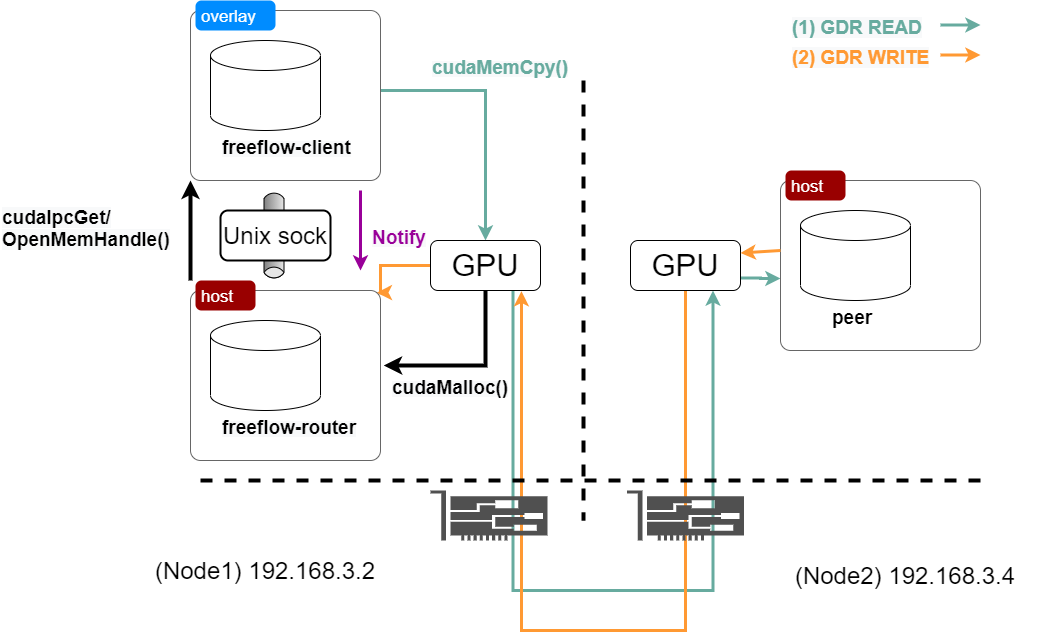 overlay
freeflow-client
cudaMemCpy()
(1) GDR READ
(2) GDR WRITE
cudaIpcGet/
OpenMemHandle()
Unix sock
Notify
GPU
GPU
host
peer
host
cudaMalloc()
freeflow-router
(Node1) 192.168.3.2
(Node2) 192.168.3.4